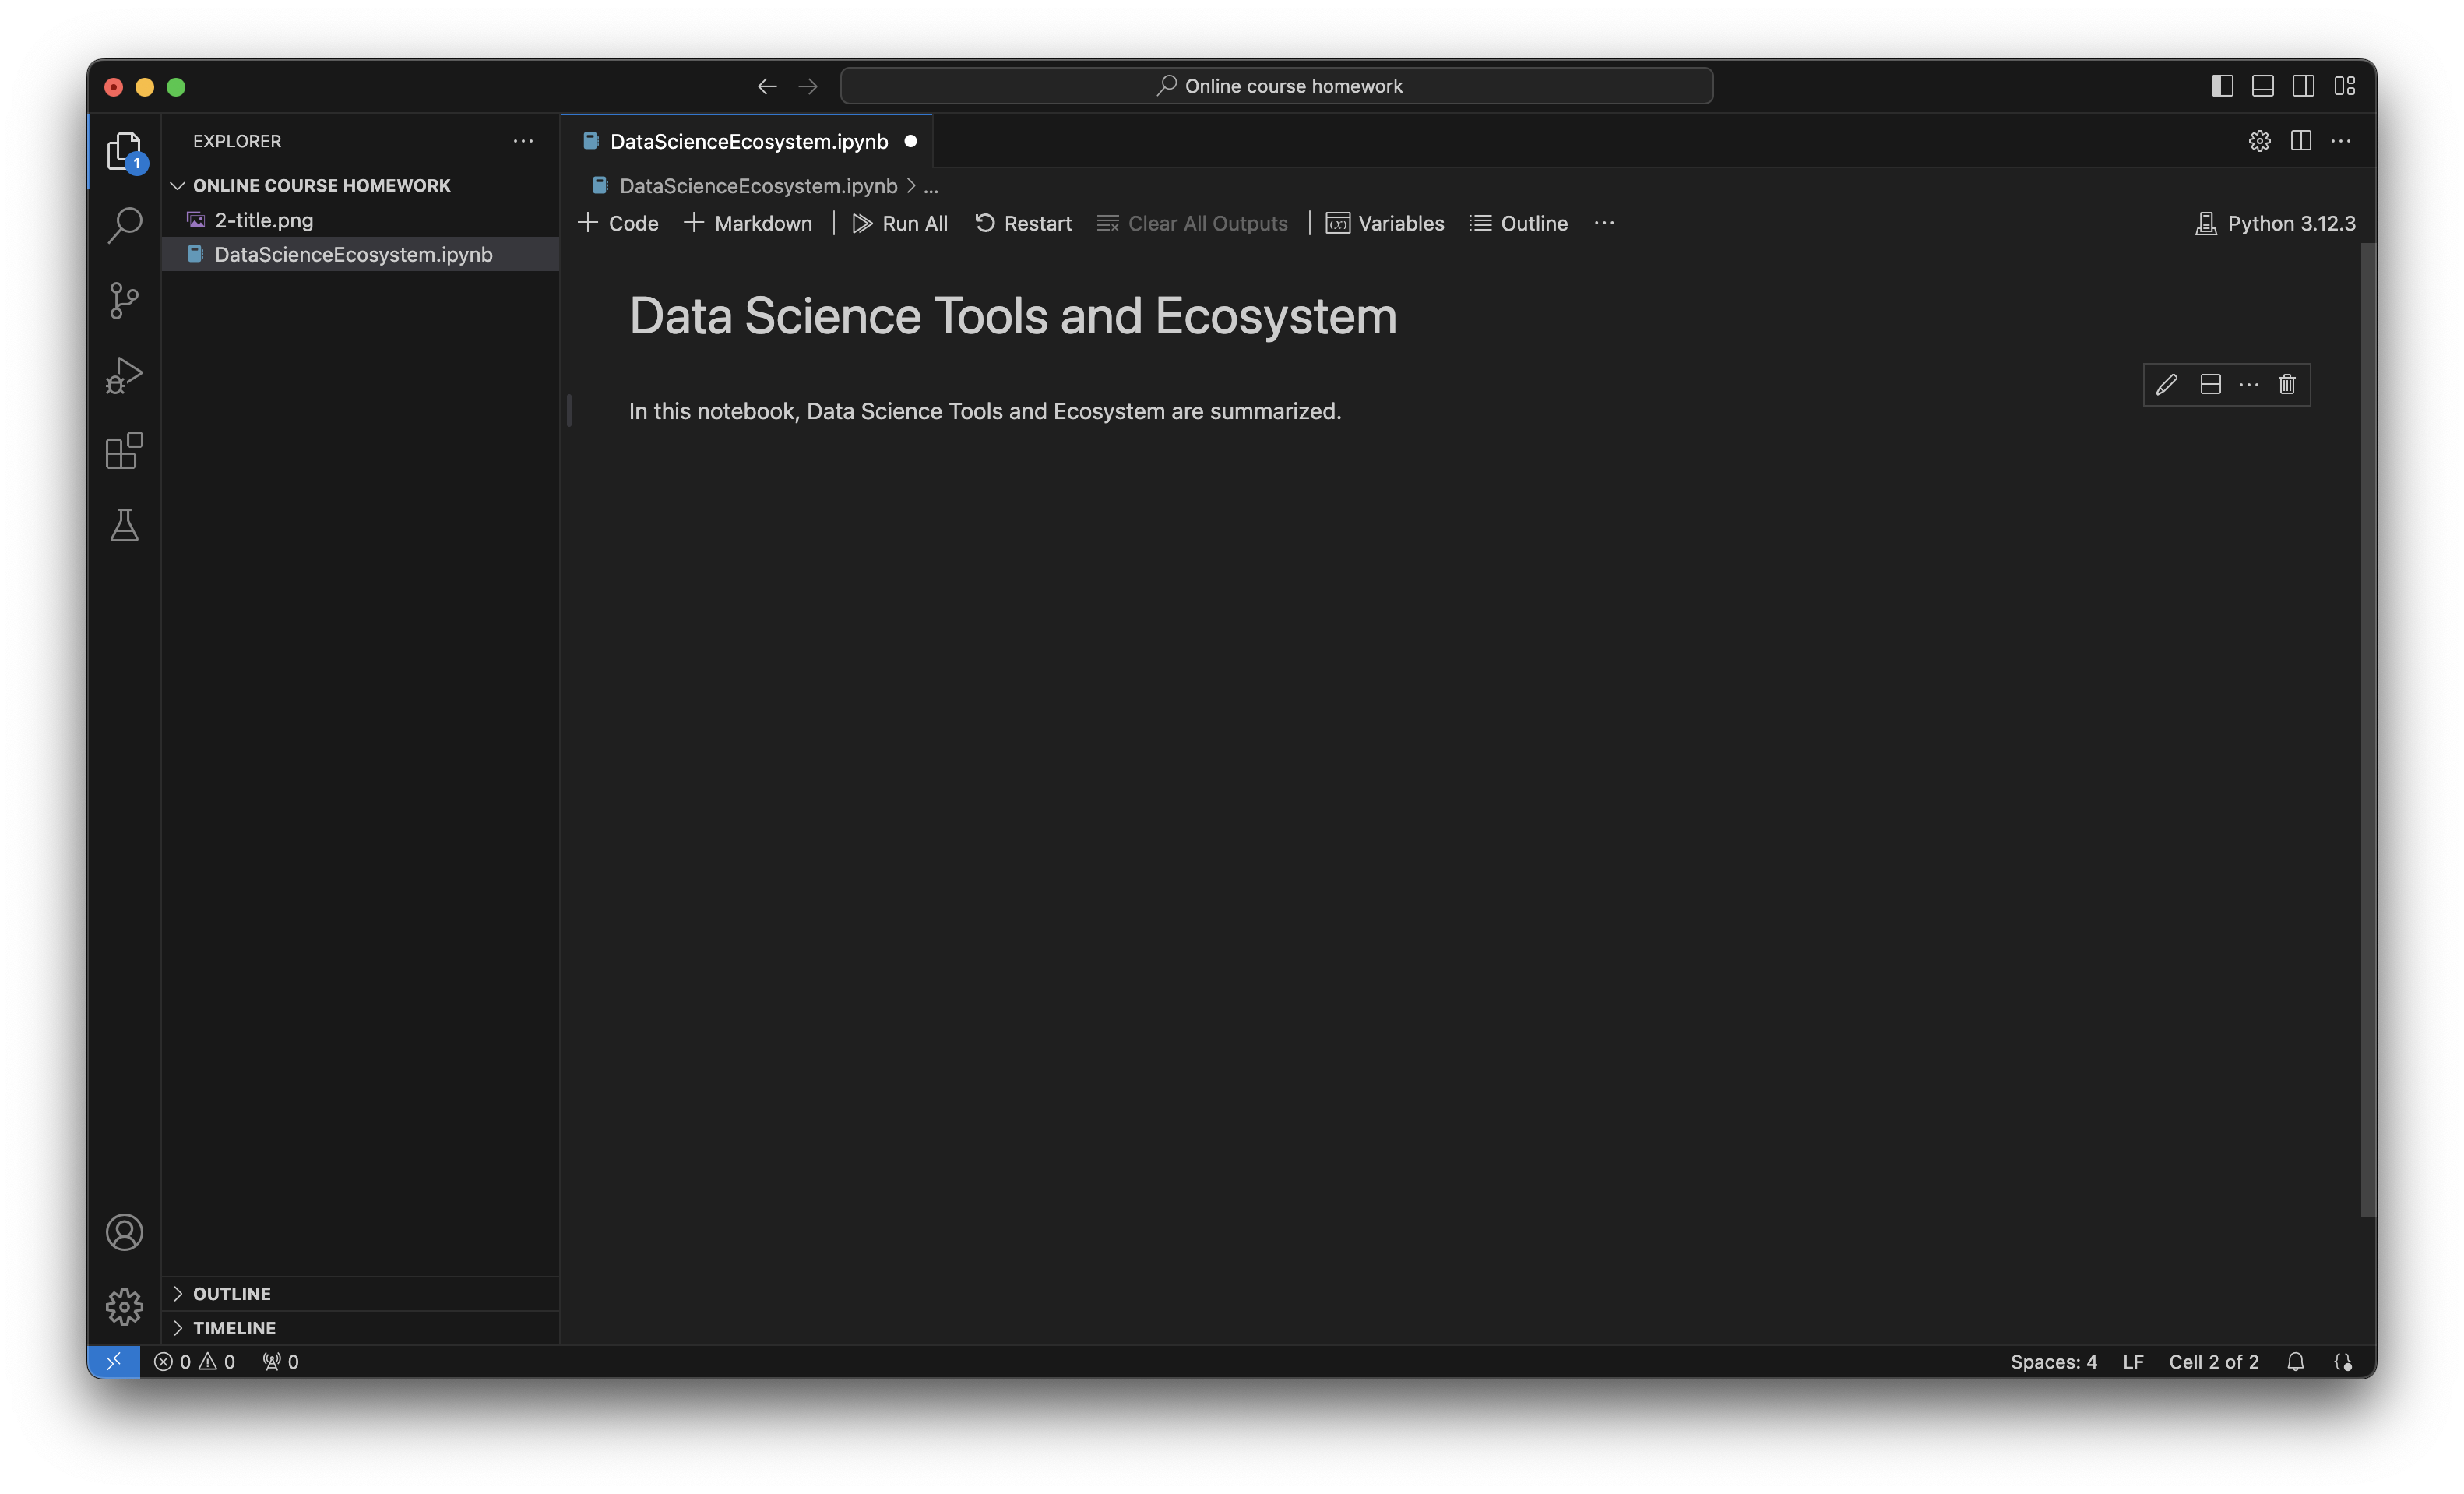 Online course homework
EXPLORER
DataScienceEcosystem.ipynb
1
ONLINE COURSE HOMEWORK
DataScienceEcosystem.ipynb > ...
2-title.png
Code Markdown Run All Restart Clear All Outputs (x) Variables Outline ... Python 3.12.3
DataScienceEcosystem.ipynb
Data Science Tools and Ecosystem
In this notebook, Data Science Tools and Ecosystem are summarized.
OUTLINE
TIMELINE
0 0 0 Spaces: 4 LF Cell 2 of 2